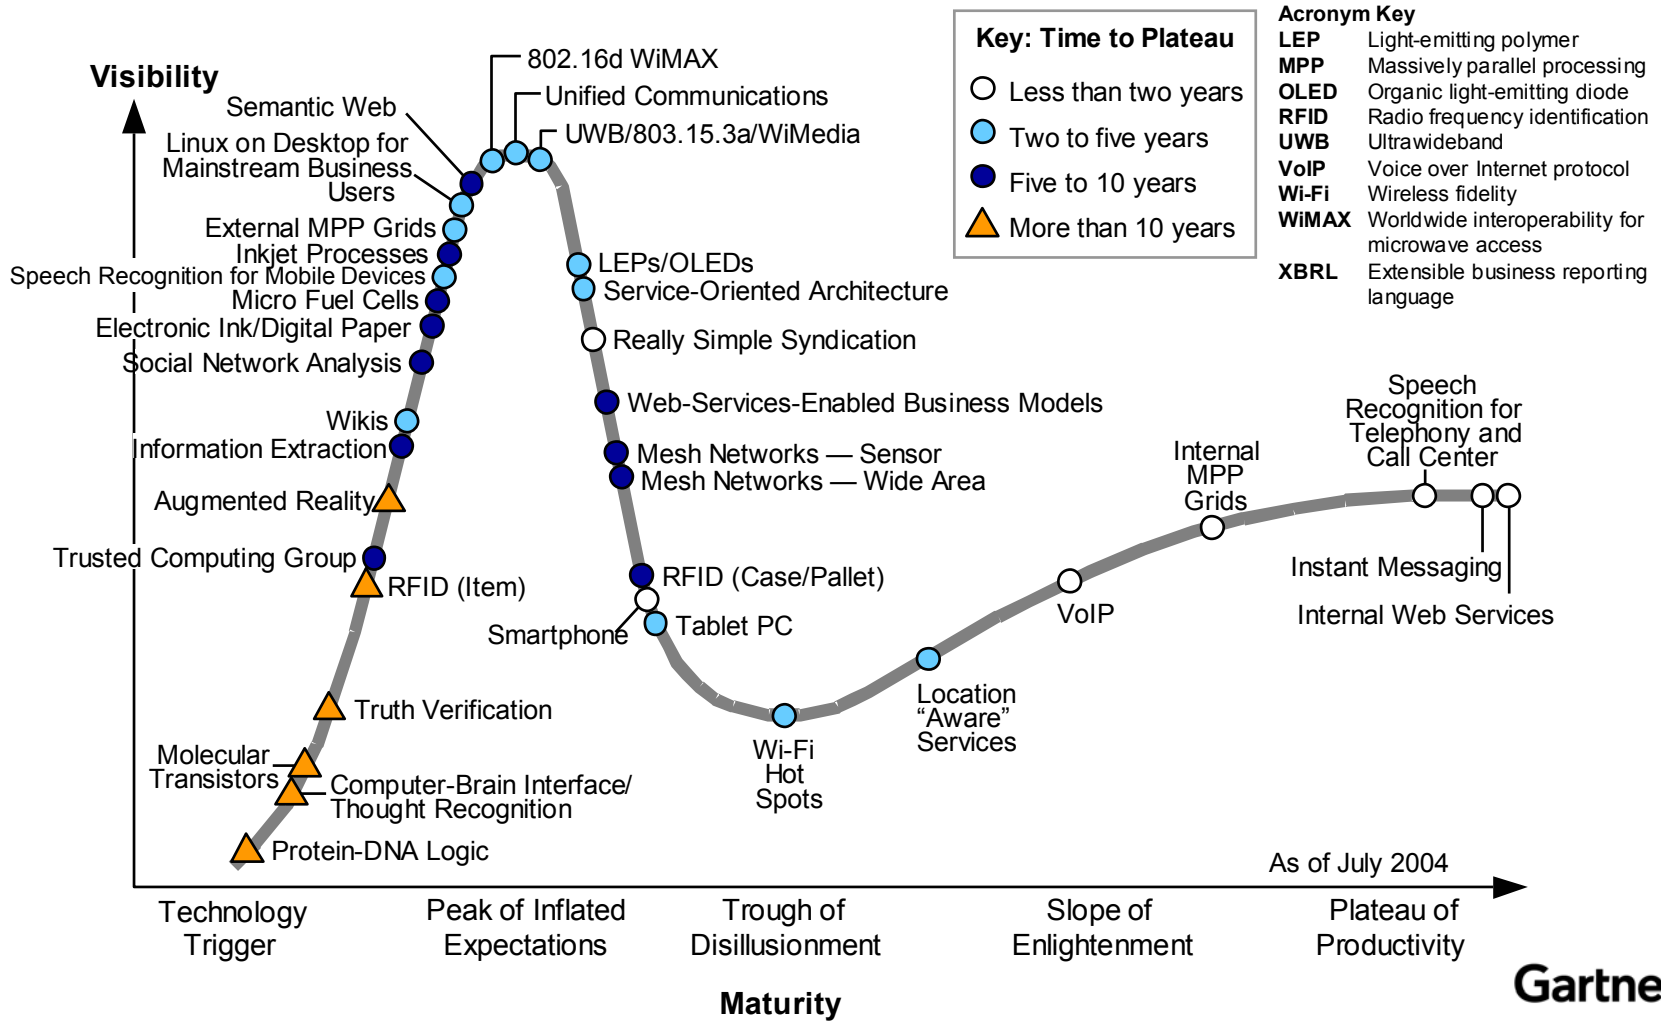 Visibility
802.16d WiMAX
Unified Communications
UWB/803.15.3a/WiMedia
Semantic Web
Linux on Desktop for
Mainstream Business
Users
External MPP Grids
Inkjet Processes
Speech Recognition for Mobile Devices
Micro Fuel Cells
Electronic Ink/Digital Paper
Social Network Analysis
Wikis
Information Extraction
Augmented Reality
Trusted Computing Group
RFID (Item)
Truth Verification
Molecular
Transistors
Computer-Brain Interface/
Thought Recognition
Protein-DNA Logic
LEPs/OLEDs
Service-Oriented Architecture
Really Simple Syndication
Web-Services-Enabled Business Models
Mesh Networks — Sensor
Mesh Networks — Wide Area
RFID (Case/Pallet)
Smartphone
Tablet PC
Wi-Fi
Hot
Spots
Location
“Aware”
Services
VoIP
Internal
MPP
Grids
Speech
Recognition for
Telephony and
Call Center
Instant Messaging
Internal Web Services
Key: Time to Plateau
Less than two years
Two to five years
Five to 10 years
More than 10 years
Acronym Key
LEP Light-emitting polymer
MPP Massively parallel processing
OLED Organic light-emitting diode
RFID Radio frequency identification
UWB Ultrawideband
VoIP Voice over Internet protocol
Wi-Fi Wireless fidelity
WiMAX Worldwide interoperability for
microwave access
XBRL Extensible business reporting
language
As of July 2004
Technology
Trigger
Peak of Inflated
Expectations
Trough of
Disillusionment
Slope of
Enlightenment
Plateau of
Productivity
Maturity
Gartne